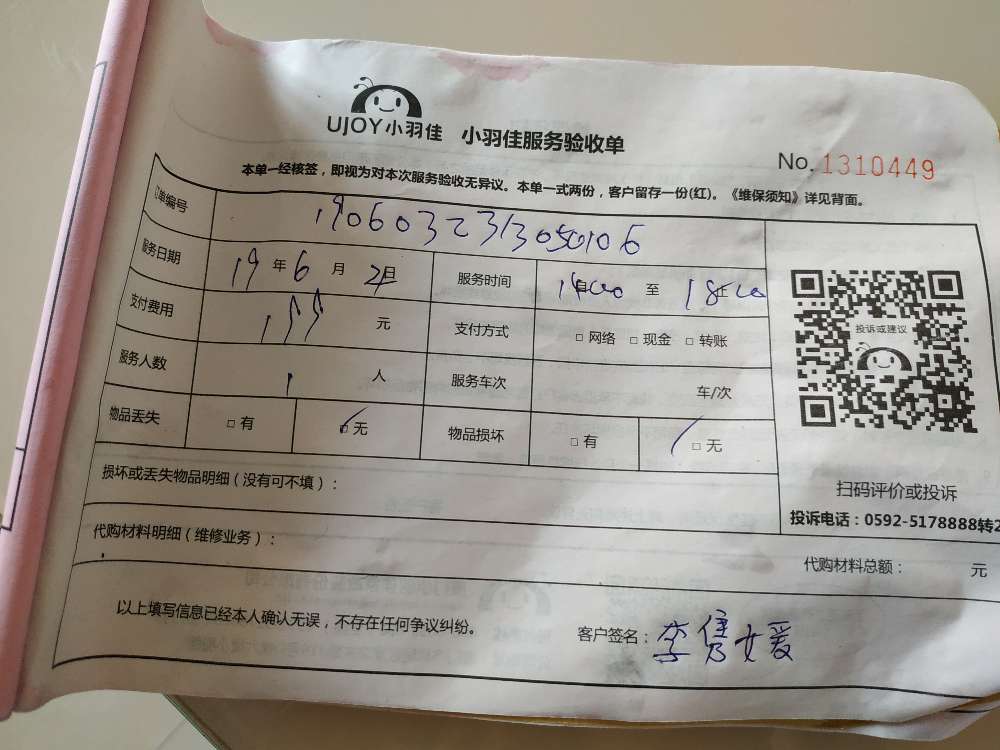 UJOY小羽佳 小羽佳服务验收单
No. 1310449
本单一经核签，即视为对本次服务验收无异议。本单一式两份，客户留存一份(红)。《维保须知》详见背面。
订单编号 1906032313050106
服务日期 19年6月2日 服务时间 14:00至18:00
支付费用 155元 支付方式 □网络 □现金 □转账
服务人数 1人 服务车次 车/次
物品丢失 □有 □无 物品损坏 □有 □无
投诉或建议
扫码评价或投诉
投诉电话：0592-5178888转2
损坏或丢失物品明细（没有可不填）：
代购材料明细（维修业务）：
代购材料总额： 元
以上填写信息已经本人确认无误，不存在任何争议纠纷。
客户签名：李